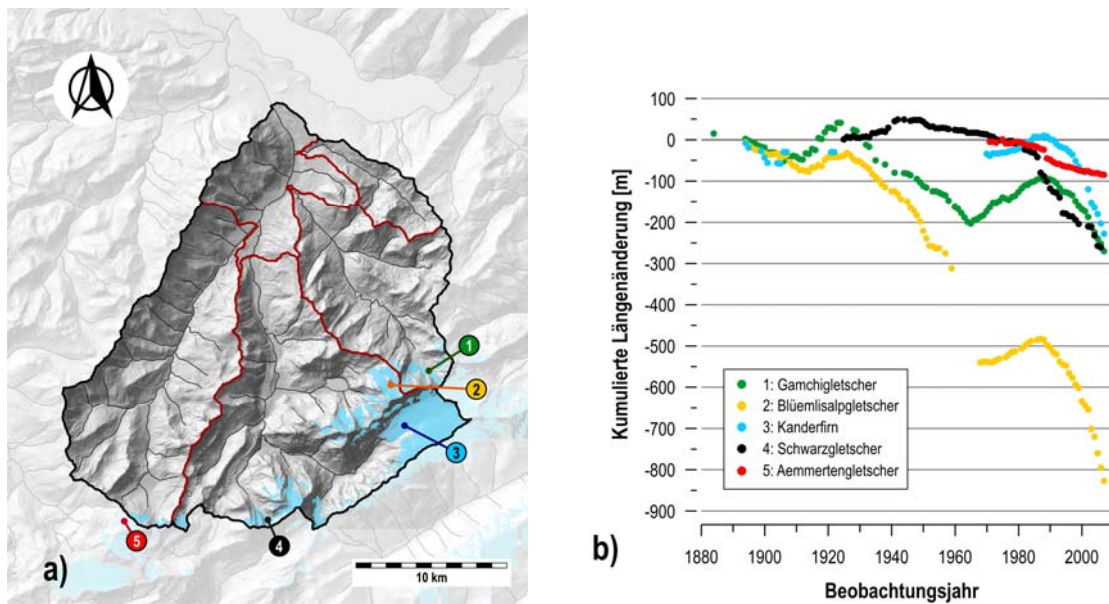 1
2
3
4
5
a)
10 km
Kumulierte Längenänderung [m]
100
0
-100
-200
-300
-400
-500
-600
-700
-800
-900
1: Gamchigletscher
2: Blüemlisalpgletscher
3: Kanderfirn
4: Schwarzgletscher
5: Aemmertengletscher
1880 1900 1920 1940 1960 1980 2000
b)
Beobachtungsjahr